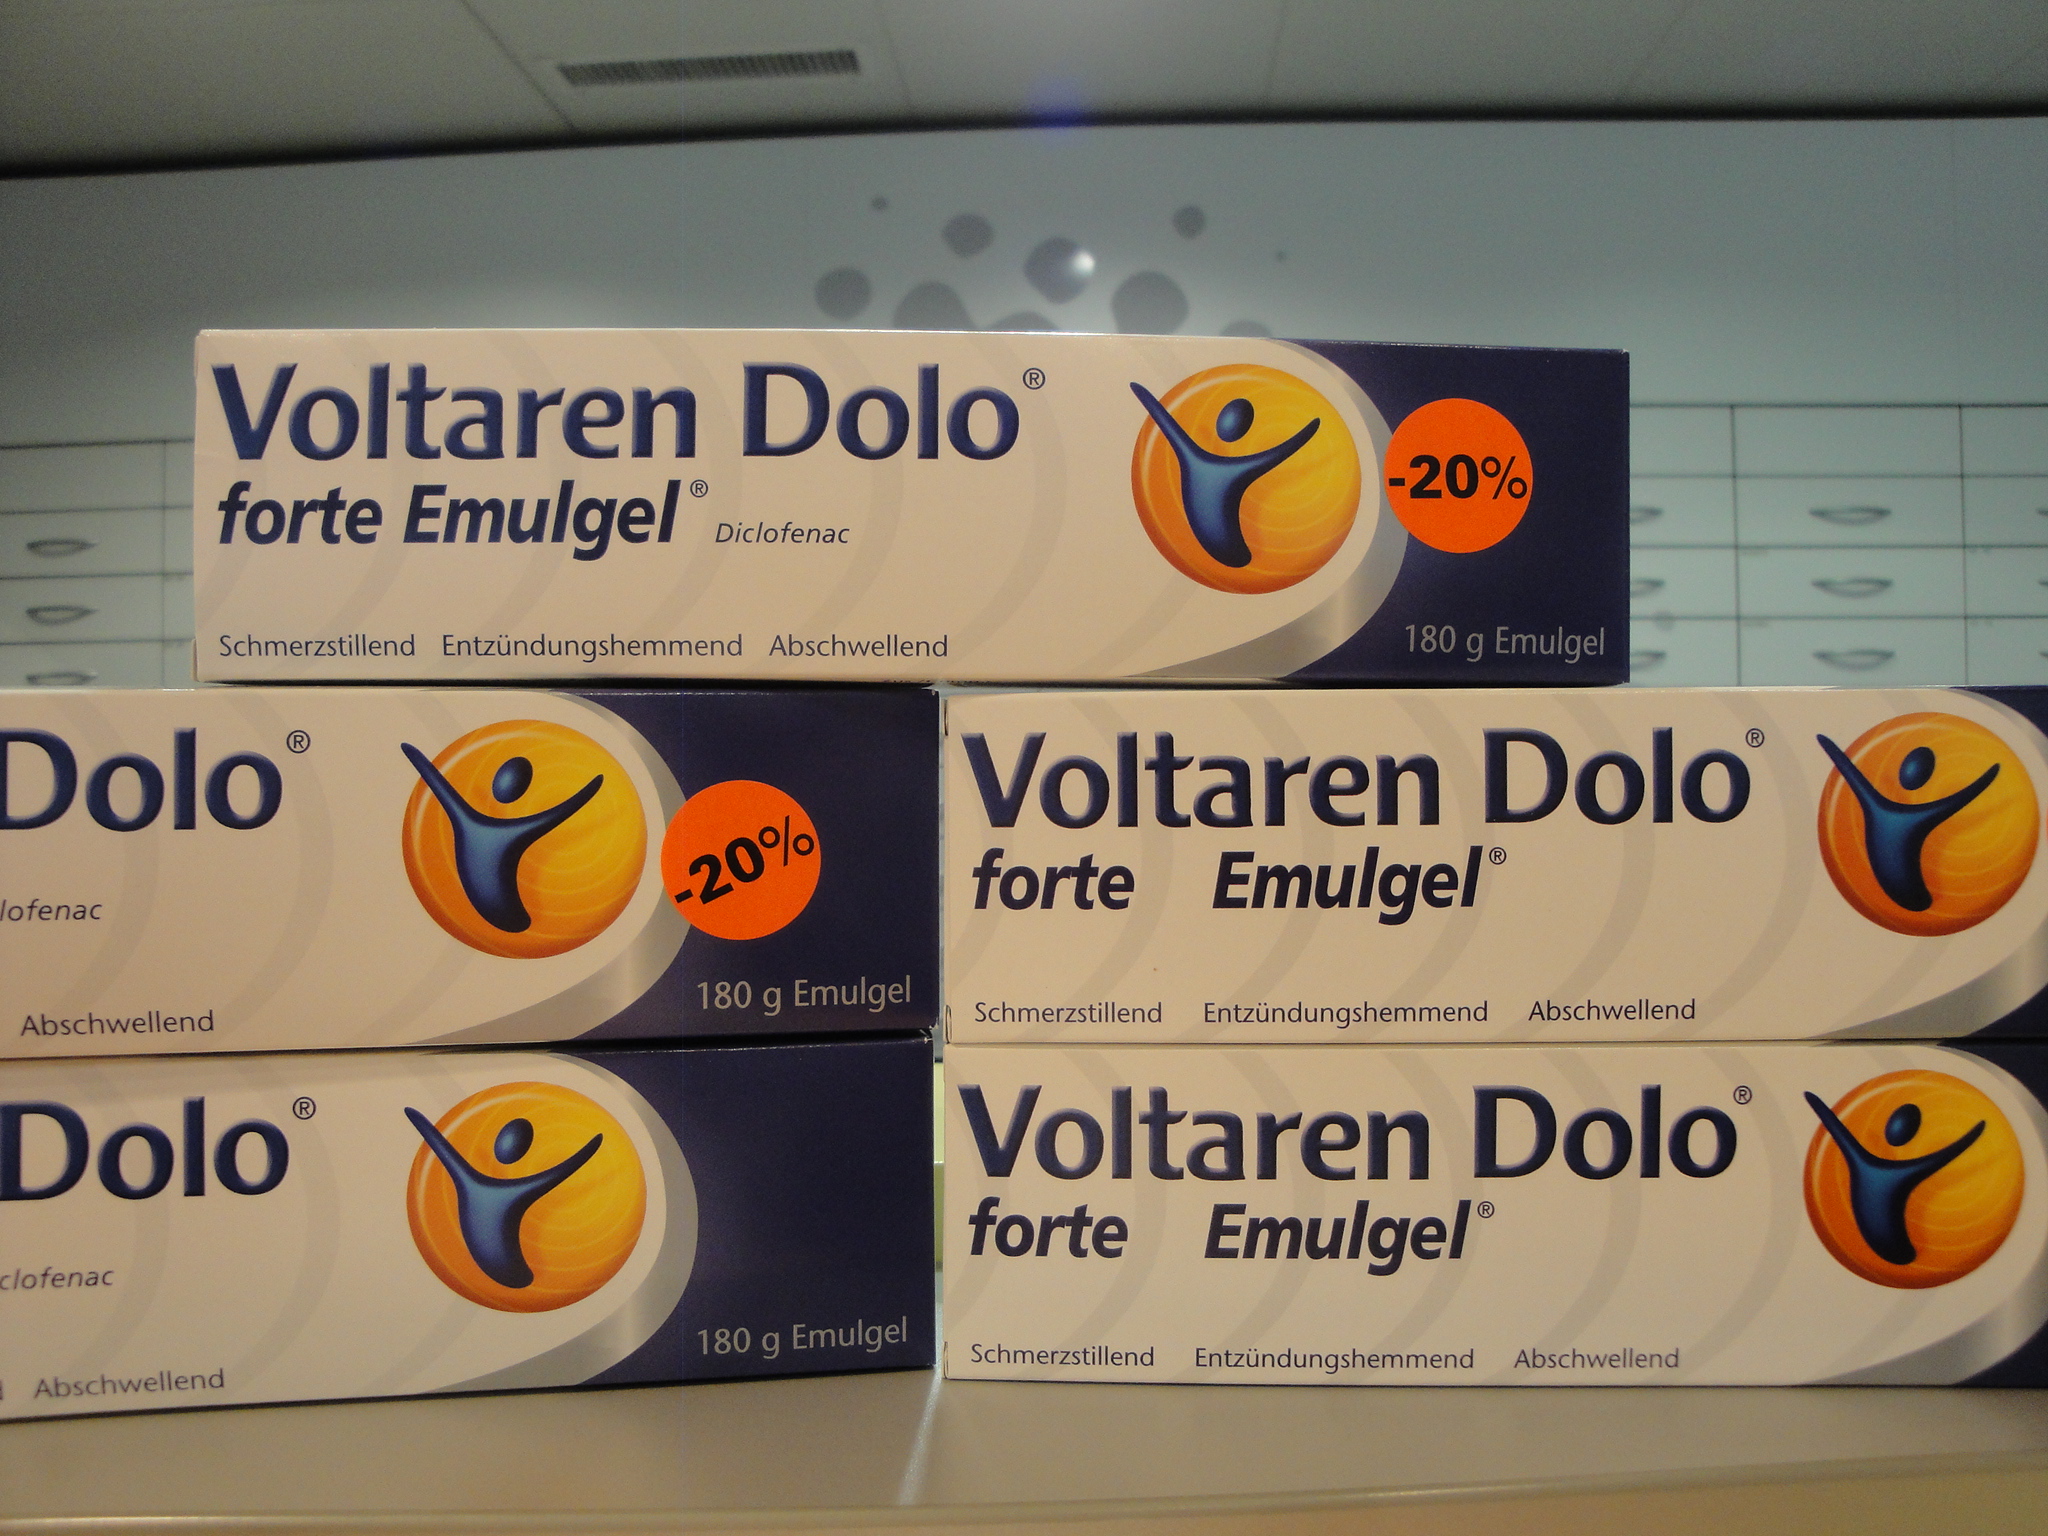 Voltaren Dolo®
forte Emulgel® Diclofenac
-20%
Schmerzstillend Entzündungshemmend Abschwellend
180 g Emulgel
Dolo®
lofenac
-20%
Abschwellend
180 g Emulgel
Voltaren Dolo®
forte Emulgel®
Schmerzstillend Entzündungshemmend Abschwellend
Dolo®
clofenac
Abschwellend
180 g Emulgel
Voltaren Dolo®
forte Emulgel®
Schmerzstillend Entzündungshemmend Abschwellend